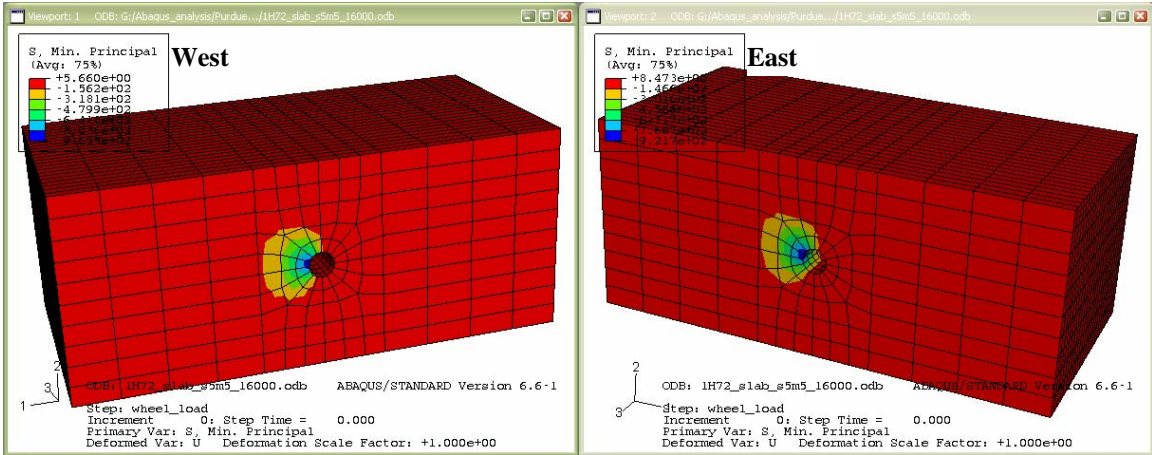 Viewport: 1 ODB: G:/Abaqus_analysis/Purdue.../1H72_slab_s5m5_16000.odb
S, Min. Principal
(Avg: 75%)
+5.660e+00
-1.562e+02
-3.181e+02
-4.799e+02
West
2
3
1
ODB: 1H72_slab_s5m5_16000.odb ABAQUS/STANDARD Version 6.6-1
Step: wheel_load
Increment 0: Step Time = 0.000
Primary Var: S, Min. Principal
Deformed Var: U Deformation Scale Factor: +1.000e+00
Viewport: 2 ODB: G:/Abaqus_analysis/Purdue.../1H72_slab_s5m5_16000.odb
S, Min. Principal
(Avg: 75%)
+8.473e+00
East
2
3
1
ODB: 1H72_slab_s5m5_16000.odb ABAQUS/STANDARD Version 6.6-1
Step: wheel_load
Increment 0: Step Time = 0.000
Primary Var: S, Min. Principal
Deformed Var: U Deformation Scale Factor: +1.000e+00